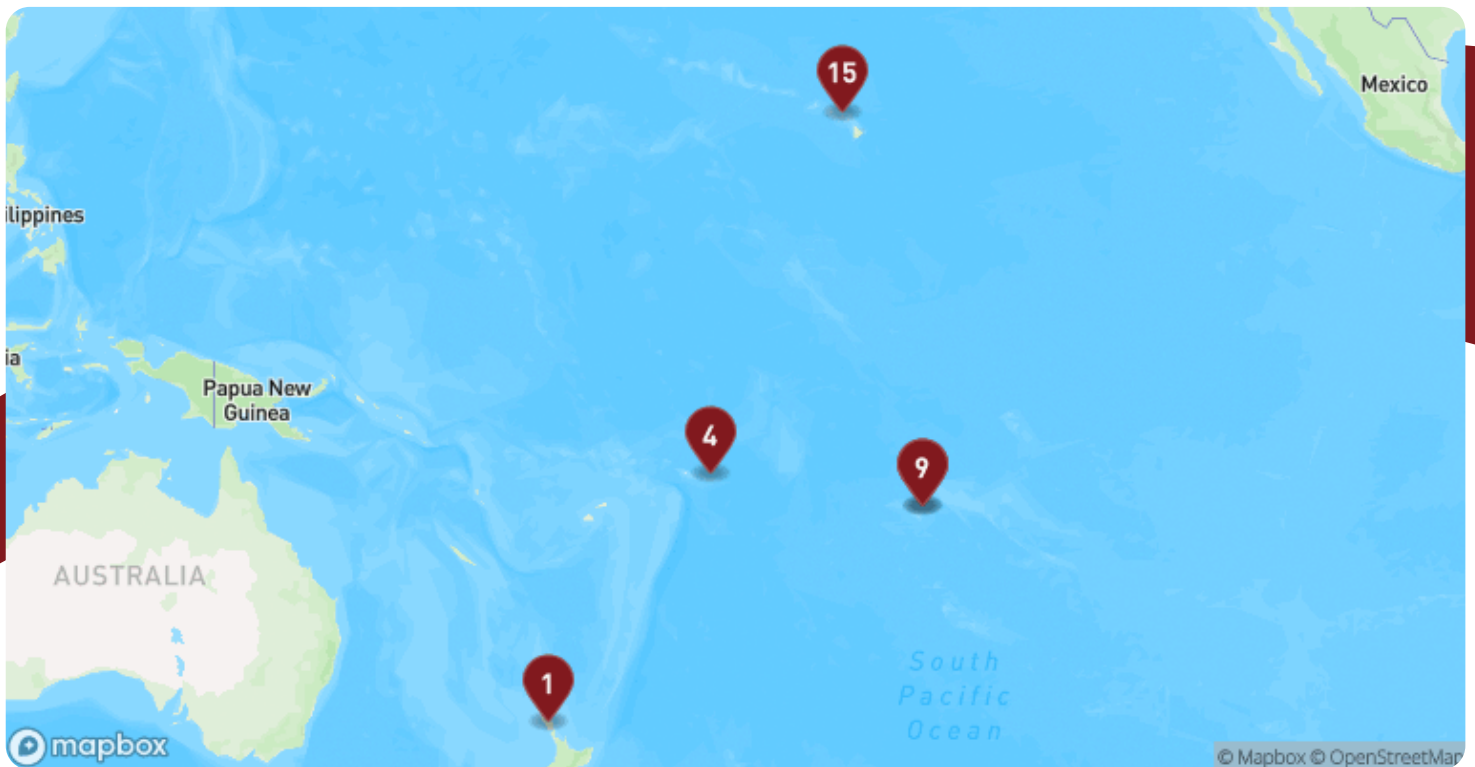 15
Mexico
ilippines
ia
Papua New
Guinea
4
9
AUSTRALIA
1
South
Pacific
Ocean
mapbox
© Mapbox © OpenStreetMap